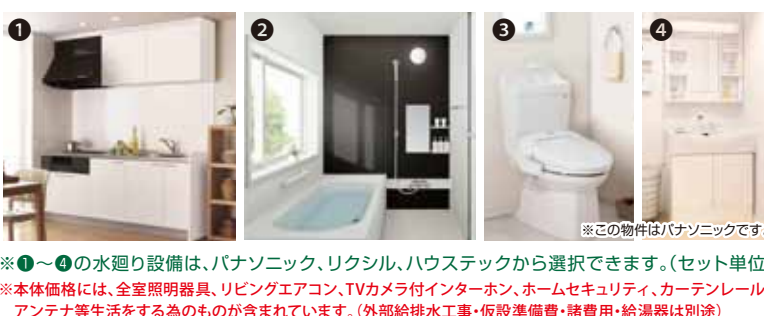 ❶ ❷ ❸ ❹
※この物件はパナソニックです。
※❶〜❹の水廻り設備は、パナソニック、リクシル、ハウステックから選択できます。(セット単位
※本体価格には、全室照明器具、リビングエアコン、TVカメラ付インターホン、ホームセキュリティ、カーテンレール
アンテナ等生活をする為のものが含まれています。(外部給排水工事・仮設準備費・諸費用・給湯器は別途)